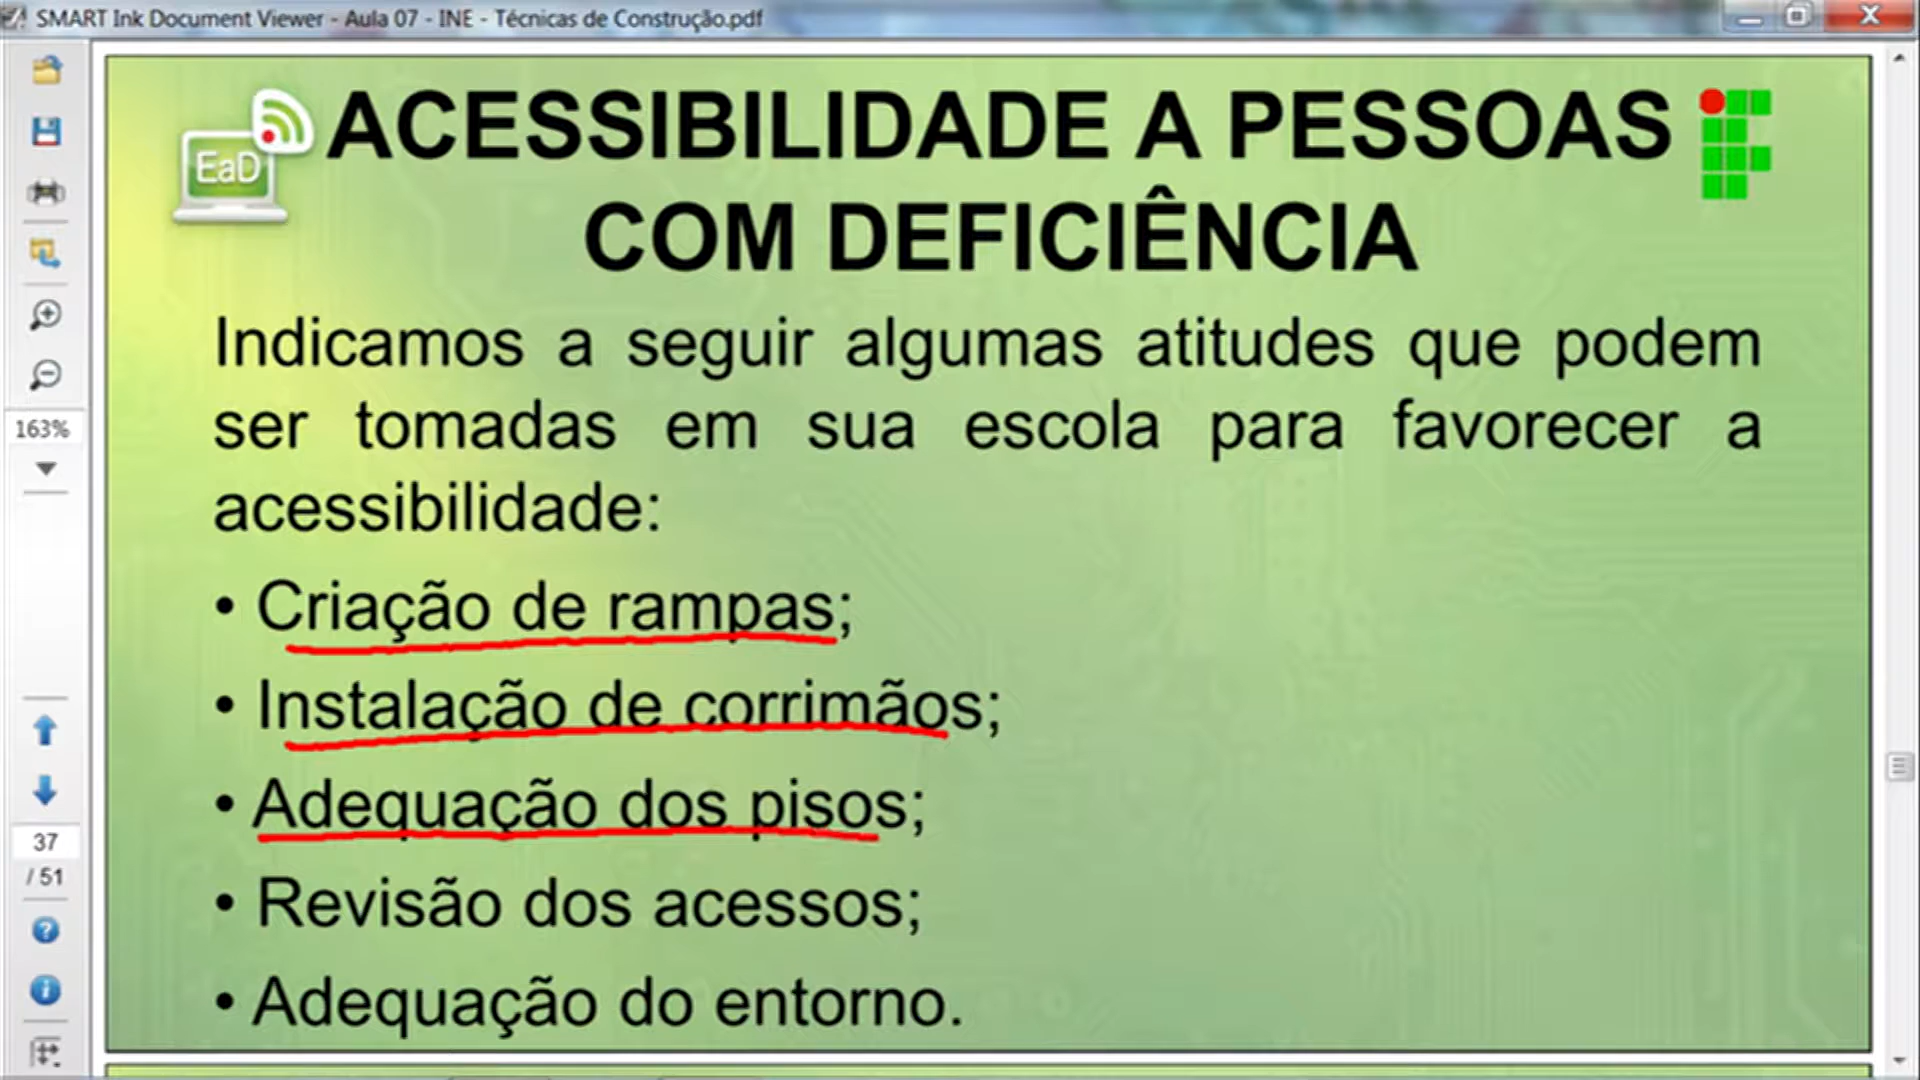 SMART Ink Document Viewer - Aula 07 - INE - Técnicas de Construção.pdf
EaD
ACESSIBILIDADE A PESSOAS
COM DEFICIÊNCIA
Indicamos a seguir algumas atitudes que podem
ser tomadas em sua escola para favorecer a
acessibilidade:
• Criação de rampas;
• Instalação de corrimãos;
• Adequação dos pisos;
• Revisão dos acessos;
• Adequação do entorno.
163%
37
/ 51